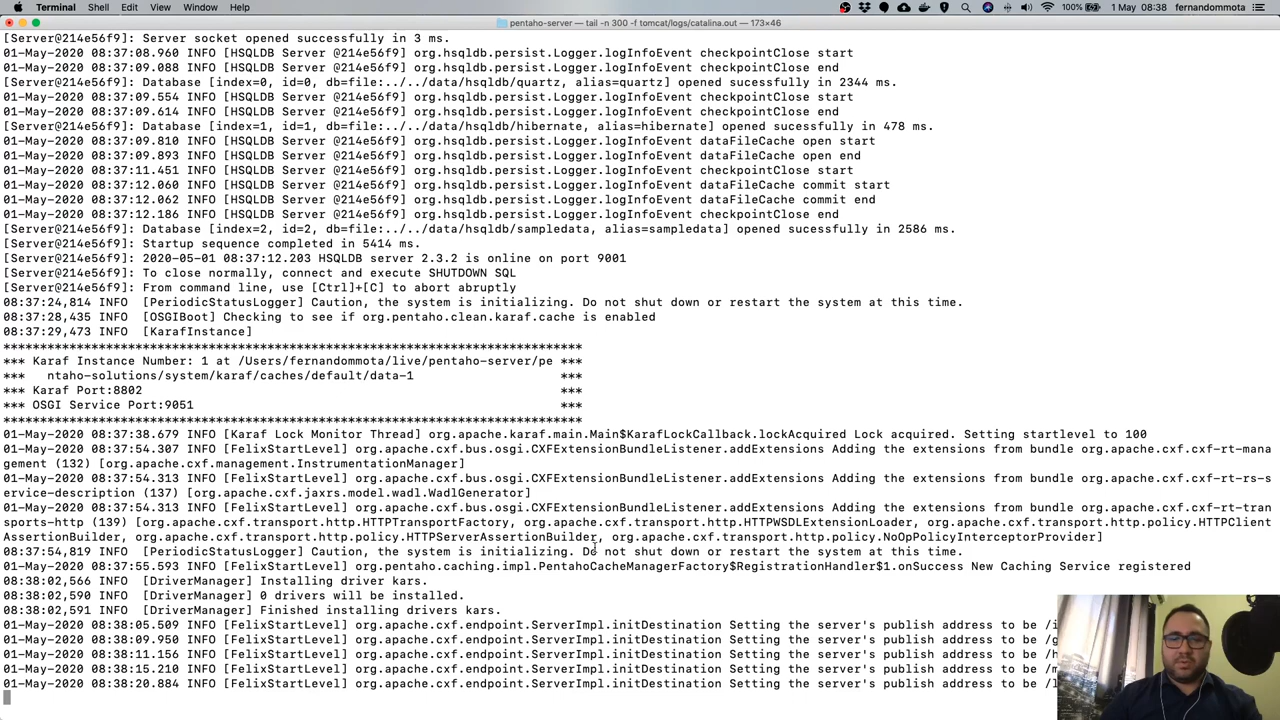 Terminal Shell Edit View Window Help 100% 1 May 08:38 fernandommota
pentaho-server — tail -n 300 -f tomcat/logs/catalina.out — 173×46
[Server@214e56f9]: Server socket opened successfully in 3 ms.
01-May-2020 08:37:08.960 INFO [HSQLDB Server @214e56f9] org.hsqldb.persist.Logger.logInfoEvent checkpointClose start
01-May-2020 08:37:09.088 INFO [HSQLDB Server @214e56f9] org.hsqldb.persist.Logger.logInfoEvent checkpointClose end
[Server@214e56f9]: Database [index=0, id=0, db=file:../../data/hsqldb/quartz, alias=quartz] opened sucessfully in 2344 ms.
01-May-2020 08:37:09.554 INFO [HSQLDB Server @214e56f9] org.hsqldb.persist.Logger.logInfoEvent checkpointClose start
01-May-2020 08:37:09.614 INFO [HSQLDB Server @214e56f9] org.hsqldb.persist.Logger.logInfoEvent checkpointClose end
[Server@214e56f9]: Database [index=1, id=1, db=file:../../data/hsqldb/hibernate, alias=hibernate] opened sucessfully in 478 ms.
01-May-2020 08:37:09.810 INFO [HSQLDB Server @214e56f9] org.hsqldb.persist.Logger.logInfoEvent dataFileCache open start
01-May-2020 08:37:09.893 INFO [HSQLDB Server @214e56f9] org.hsqldb.persist.Logger.logInfoEvent dataFileCache open end
01-May-2020 08:37:11.451 INFO [HSQLDB Server @214e56f9] org.hsqldb.persist.Logger.logInfoEvent checkpointClose start
01-May-2020 08:37:12.060 INFO [HSQLDB Server @214e56f9] org.hsqldb.persist.Logger.logInfoEvent dataFileCache commit start
01-May-2020 08:37:12.062 INFO [HSQLDB Server @214e56f9] org.hsqldb.persist.Logger.logInfoEvent dataFileCache commit end
01-May-2020 08:37:12.186 INFO [HSQLDB Server @214e56f9] org.hsqldb.persist.Logger.logInfoEvent checkpointClose end
[Server@214e56f9]: Database [index=2, id=2, db=file:../../data/hsqldb/sampledata, alias=sampledata] opened sucessfully in 2586 ms.
[Server@214e56f9]: Startup sequence completed in 5414 ms.
[Server@214e56f9]: 2020-05-01 08:37:12.203 HSQLDB server 2.3.2 is online on port 9001
[Server@214e56f9]: To close normally, connect and execute SHUTDOWN SQL
[Server@214e56f9]: From command line, use [Ctrl]+[C] to abort abruptly
08:37:24,814 INFO  [PeriodicStatusLogger] Caution, the system is initializing. Do not shut down or restart the system at this time.
08:37:28,435 INFO  [OSGIBoot] Checking to see if org.pentaho.clean.karaf.cache is enabled
08:37:29,473 INFO  [KarafInstance]
*******************************************************************************
*** Karaf Instance Number: 1 at /Users/fernandommota/live/pentaho-server/pe ***
***   ntaho-solutions/system/karaf/caches/default/data-1                    ***
*** Karaf Port:8802                                                         ***
*** OSGI Service Port:9051                                                  ***
*******************************************************************************
01-May-2020 08:37:38.679 INFO [Karaf Lock Monitor Thread] org.apache.karaf.main.Main$KarafLockCallback.lockAcquired Lock acquired. Setting startlevel to 100
01-May-2020 08:37:54.307 INFO [FelixStartLevel] org.apache.cxf.bus.osgi.CXFExtensionBundleListener.addExtensions Adding the extensions from bundle org.apache.cxf.cxf-rt-mana
gement (132) [org.apache.cxf.management.InstrumentationManager]
01-May-2020 08:37:54.313 INFO [FelixStartLevel] org.apache.cxf.bus.osgi.CXFExtensionBundleListener.addExtensions Adding the extensions from bundle org.apache.cxf.cxf-rt-rs-s
ervice-description (137) [org.apache.cxf.jaxrs.model.wadl.WadlGenerator]
01-May-2020 08:37:54.313 INFO [FelixStartLevel] org.apache.cxf.bus.osgi.CXFExtensionBundleListener.addExtensions Adding the extensions from bundle org.apache.cxf.cxf-rt-tran
sports-http (139) [org.apache.cxf.transport.http.HTTPTransportFactory, org.apache.cxf.transport.http.HTTPWSDLExtensionLoader, org.apache.cxf.transport.http.policy.HTTPClient
AssertionBuilder, org.apache.cxf.transport.http.policy.HTTPServerAssertionBuilder, org.apache.cxf.transport.http.policy.NoOpPolicyInterceptorProvider]
08:37:54,819 INFO  [PeriodicStatusLogger] Caution, the system is initializing. Do not shut down or restart the system at this time.
01-May-2020 08:37:55.593 INFO [FelixStartLevel] org.pentaho.caching.impl.PentahoCacheManagerFactory$RegistrationHandler$1.onSuccess New Caching Service registered
08:38:02,566 INFO  [DriverManager] Installing driver kars.
08:38:02,590 INFO  [DriverManager] 0 drivers will be installed.
08:38:02,591 INFO  [DriverManager] Finished installing drivers kars.
01-May-2020 08:38:05.509 INFO [FelixStartLevel] org.apache.cxf.endpoint.ServerImpl.initDestination Setting the server's publish address to be /i
01-May-2020 08:38:09.950 INFO [FelixStartLevel] org.apache.cxf.endpoint.ServerImpl.initDestination Setting the server's publish address to be /
01-May-2020 08:38:11.156 INFO [FelixStartLevel] org.apache.cxf.endpoint.ServerImpl.initDestination Setting the server's publish address to be /
01-May-2020 08:38:15.210 INFO [FelixStartLevel] org.apache.cxf.endpoint.ServerImpl.initDestination Setting the server's publish address to be /
01-May-2020 08:38:20.884 INFO [FelixStartLevel] org.apache.cxf.endpoint.ServerImpl.initDestination Setting the server's publish address to be /